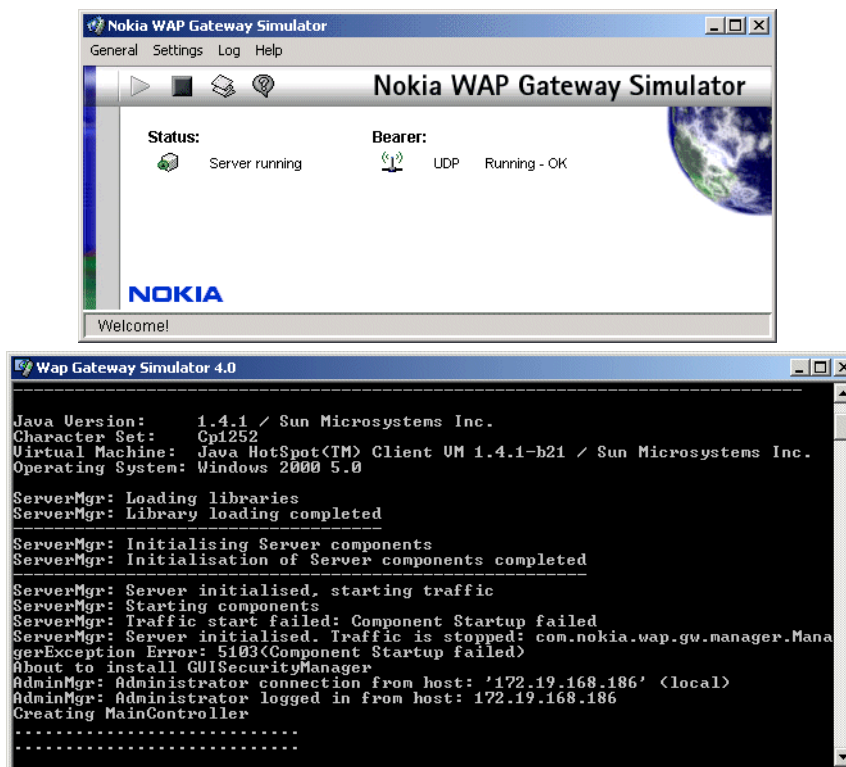 Nokia WAP Gateway Simulator
General Settings Log Help
Nokia WAP Gateway Simulator
Status: Bearer:
Server running UDP Running - OK
NOKIA
Welcome!
Wap Gateway Simulator 4.0
Java Version: 1.4.1 / Sun Microsystems Inc.
Character Set: Cp1252
Virtual Machine: Java HotSpot(TM) Client VM 1.4.1-b21 / Sun Microsystems Inc.
Operating System: Windows 2000 5.0
ServerMgr: Loading libraries
ServerMgr: Library loading completed
ServerMgr: Initialising Server components
ServerMgr: Initialisation of Server components completed
ServerMgr: Server initialised, starting traffic
ServerMgr: Starting components
ServerMgr: Traffic start failed: Component Startup failed
ServerMgr: Server initialised. Traffic is stopped: com.nokia.wap.gw.manager.Mana
gerException Error: 5103(Component Startup failed)
About to install GUISecurityManager
AdminMgr: Administrator connection from host: '172.19.168.186' (local)
AdminMgr: Administrator logged in from host: 172.19.168.186
Creating MainController
............................
............................